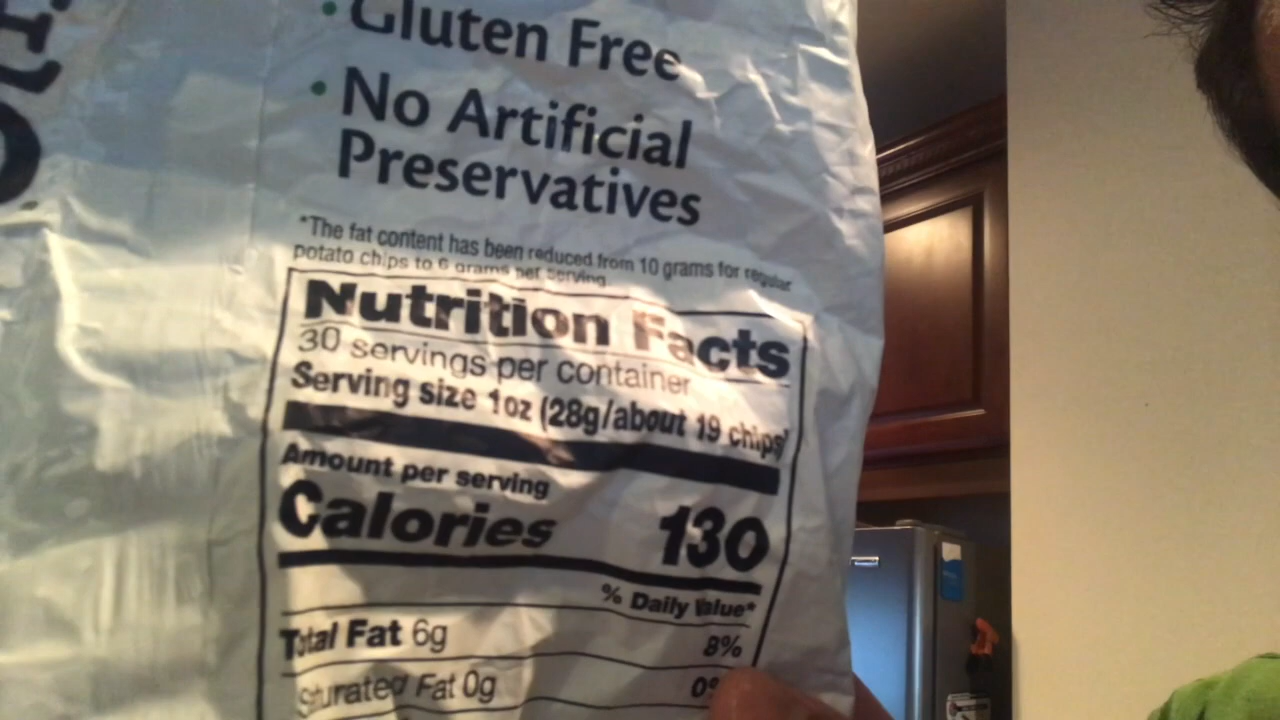 • Gluten Free
• No Artificial
Preservatives
*The fat content has been reduced from 10 grams for regular
potato chips to 6 grams per serving.
Nutrition Facts
30 servings per container
Serving size 1oz (28g/about 19 chips)
Amount per serving
Calories 130
% Daily Value*
Total Fat 6g 8%
Saturated Fat 0g